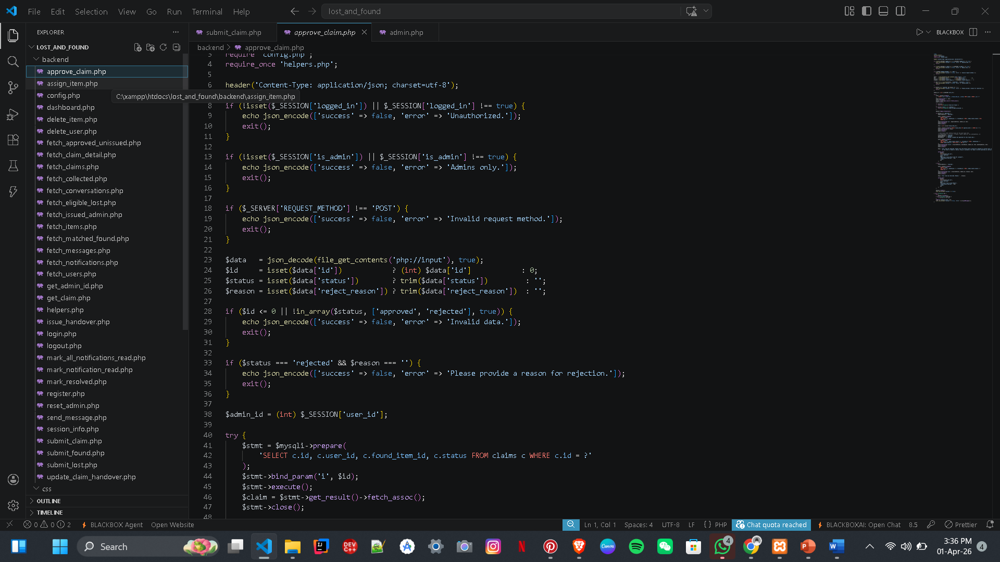 File Edit Selection View Go Run Terminal Help
lost_and_found
EXPLORER
LOST_AND_FOUND
backend
approve_claim.php
assign_item.php
config.php
dashboard.php
delete_item.php
delete_user.php
fetch_approved_unissued.php
fetch_claim_detail.php
fetch_claims.php
fetch_collected.php
fetch_conversations.php
fetch_eligible_lost.php
fetch_issued_admin.php
fetch_items.php
fetch_matched_found.php
fetch_messages.php
fetch_notifications.php
fetch_users.php
get_admin_id.php
get_claim.php
helpers.php
issue_handover.php
login.php
logout.php
mark_all_notifications_read.php
mark_notification_read.php
mark_resolved.php
register.php
reset_admin.php
send_message.php
session_info.php
submit_claim.php
submit_found.php
submit_lost.php
update_claim_handover.php
css
OUTLINE
TIMELINE
C:\xampp\htdocs\lost_and_found\backend\assign_item.php
submit_claim.php approve_claim.php admin.php
BLACKBOX
backend > approve_claim.php
3 require 'config.php';
4 require_once 'helpers.php';
5
6 header('Content-Type: application/json; charset=utf-8');
8 if (!isset($_SESSION['logged_in']) || $_SESSION['logged_in'] !== true) {
9 echo json_encode(['success' => false, 'error' => 'Unauthorized.']);
10 exit();
11 }
12
13 if (!isset($_SESSION['is_admin']) || $_SESSION['is_admin'] !== true) {
14 echo json_encode(['success' => false, 'error' => 'Admins only.']);
15 exit();
16 }
17
18 if ($_SERVER['REQUEST_METHOD'] !== 'POST') {
19 echo json_encode(['success' => false, 'error' => 'Invalid request method.']);
20 exit();
21 }
22
23 $data = json_decode(file_get_contents('php://input'), true);
24 $id = isset($data['id']) ? (int) $data['id'] : 0;
25 $status = isset($data['status']) ? trim($data['status']) : '';
26 $reason = isset($data['reject_reason']) ? trim($data['reject_reason']) : '';
27
28 if ($id <= 0 || !in_array($status, ['approved', 'rejected'], true)) {
29 echo json_encode(['success' => false, 'error' => 'Invalid data.']);
30 exit();
31 }
32
33 if ($status === 'rejected' && $reason === '') {
34 echo json_encode(['success' => false, 'error' => 'Please provide a reason for rejection.']);
35 exit();
36 }
37
38 $admin_id = (int) $_SESSION['user_id'];
39
40 try {
41 $stmt = $mysqli->prepare(
42 'SELECT c.id, c.user_id, c.found_item_id, c.status FROM claims c WHERE c.id = ?'
43 );
44 $stmt->bind_param('i', $id);
45 $stmt->execute();
46 $claim = $stmt->get_result()->fetch_assoc();
47 $stmt->close();
48
0 0 2 BLACKBOX Agent Open Website
Ln 1, Col 1 Spaces: 4 UTF-8 LF { } PHP Chat quota reached BLACKBOXAI: Open Chat 8.5 Prettier
Search
DEV C++
Canva
4
3:36 PM
01-Apr-26
4